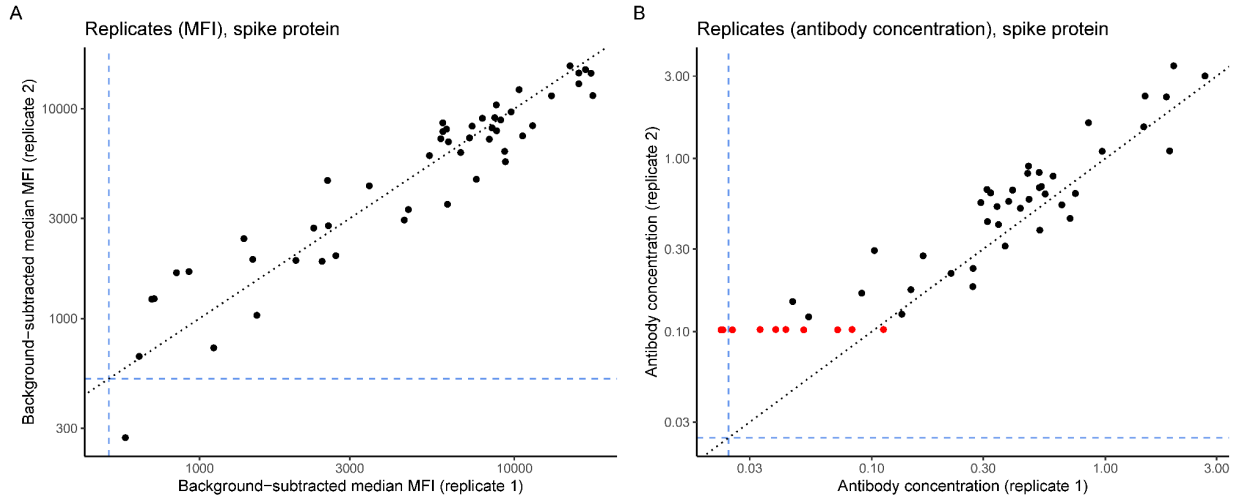 A
Replicates (MFI), spike protein
Background−subtracted median MFI (replicate 2)
10000
3000
1000
300
1000
3000
10000
Background−subtracted median MFI (replicate 1)
B
Replicates (antibody concentration), spike protein
Antibody concentration (replicate 2)
3.00
1.00
0.30
0.10
0.03
0.03
0.10
0.30
1.00
3.00
Antibody concentration (replicate 1)